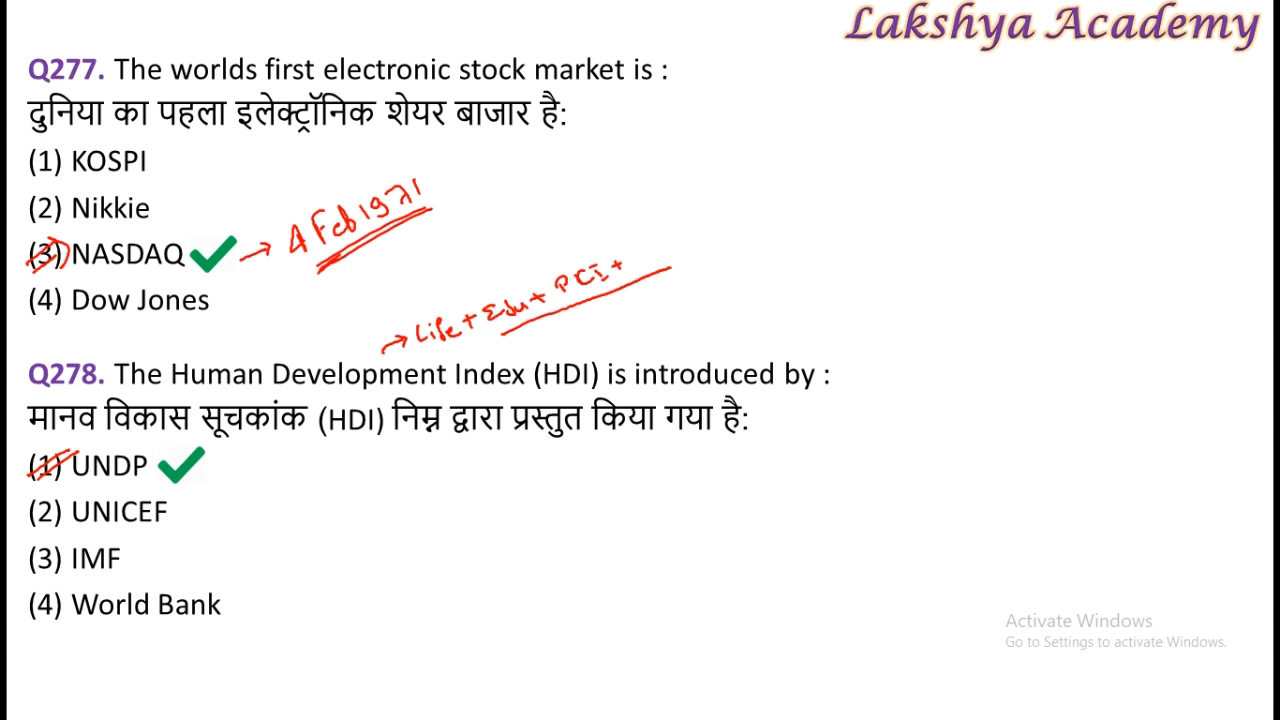 Lakshya Academy
Q277. The worlds first electronic stock market is :
दुनिया का पहला इलेक्ट्रॉनिक शेयर बाजार है:
(1) KOSPI
(2) Nikkie
(3) NASDAQ → 4 Feb 1971
(4) Dow Jones
→ Life + Edu + PCI +
Q278. The Human Development Index (HDI) is introduced by :
मानव विकास सूचकांक (HDI) निम्न द्वारा प्रस्तुत किया गया है:
(1) UNDP
(2) UNICEF
(3) IMF
(4) World Bank
Activate Windows
Go to Settings to activate Windows.